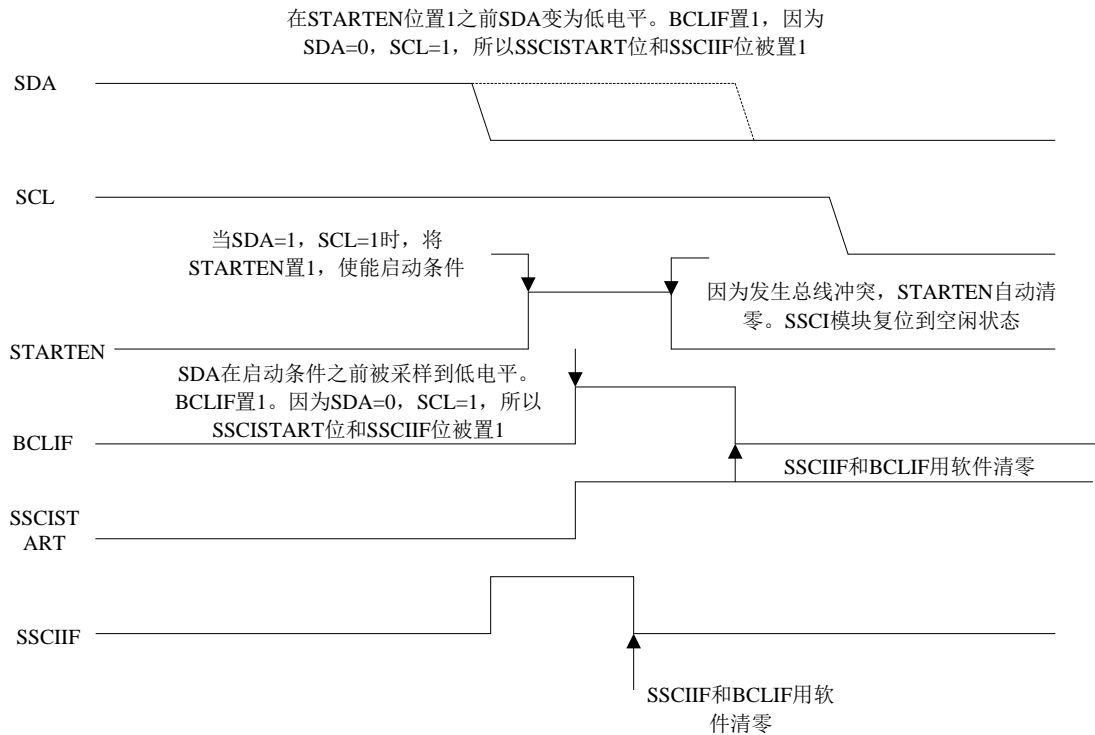 在STARTEN位置1之前SDA变为低电平。BCLIF置1，因为
SDA=0，SCL=1，所以SSCISTART位和SSCIIF位被置1
SDA
SCL
当SDA=1，SCL=1时，将
STARTEN置1，使能启动条件
因为发生总线冲突，STARTEN自动清
零。SSCI模块复位到空闲状态
STARTEN
SDA在启动条件之前被采样到低电平。
BCLIF置1。因为SDA=0，SCL=1，所以
SSCISTART位和SSCIIF位被置1
BCLIF
SSCIIF和BCLIF用软件清零
SSCIST
ART
SSCIIF
SSCIIF和BCLIF用软
件清零